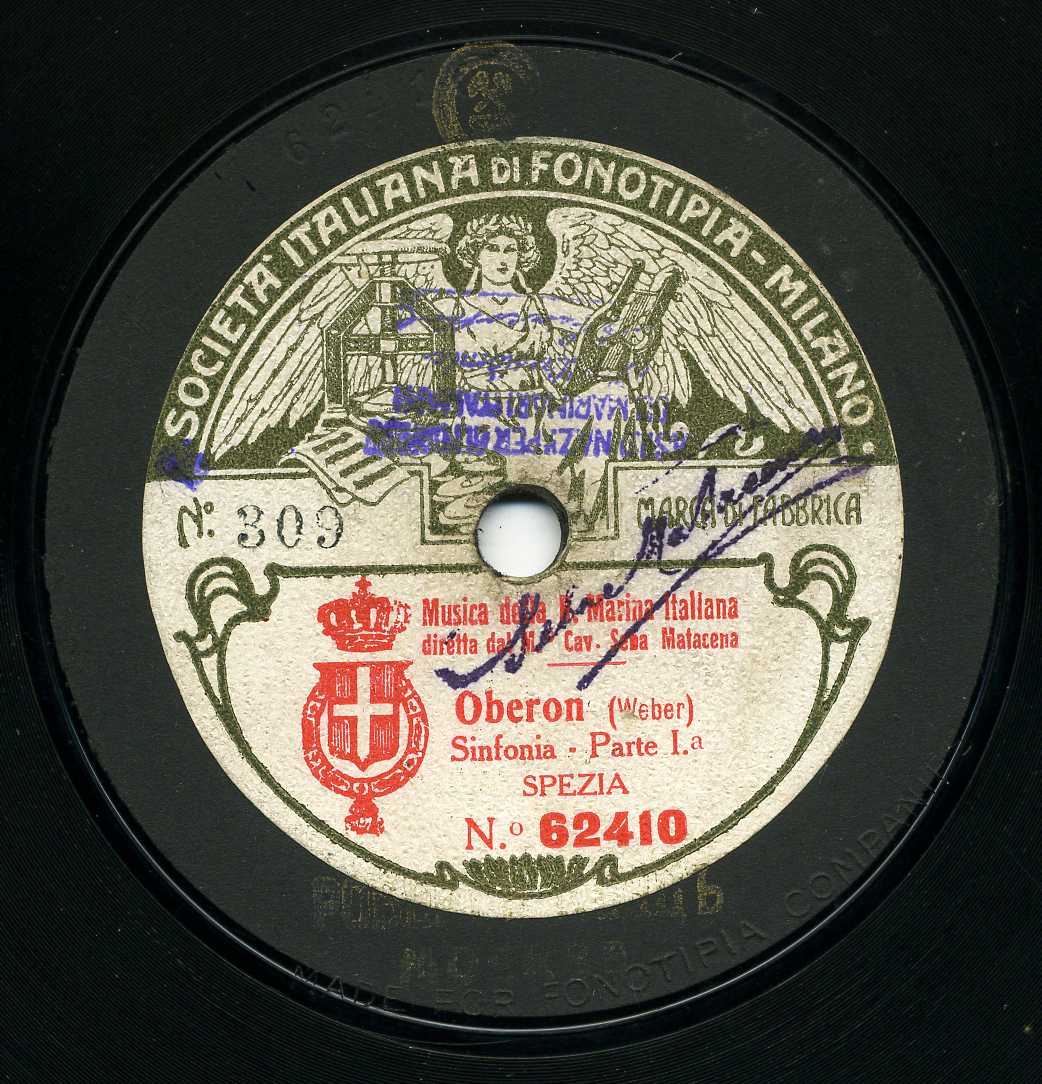 SOCIETA' ITALIANA DI FONOTIPIA - MILANO
MARCA DI FABBRICA
N.o 309
Musica della R. Marina Italiana
diretta dal M.o Cav. Seba Matacena
Oberon (Weber)
Sinfonia - Parte I.a
SPEZIA
N.o 62410
MADE FOR FONOTIPIA COMPANIE